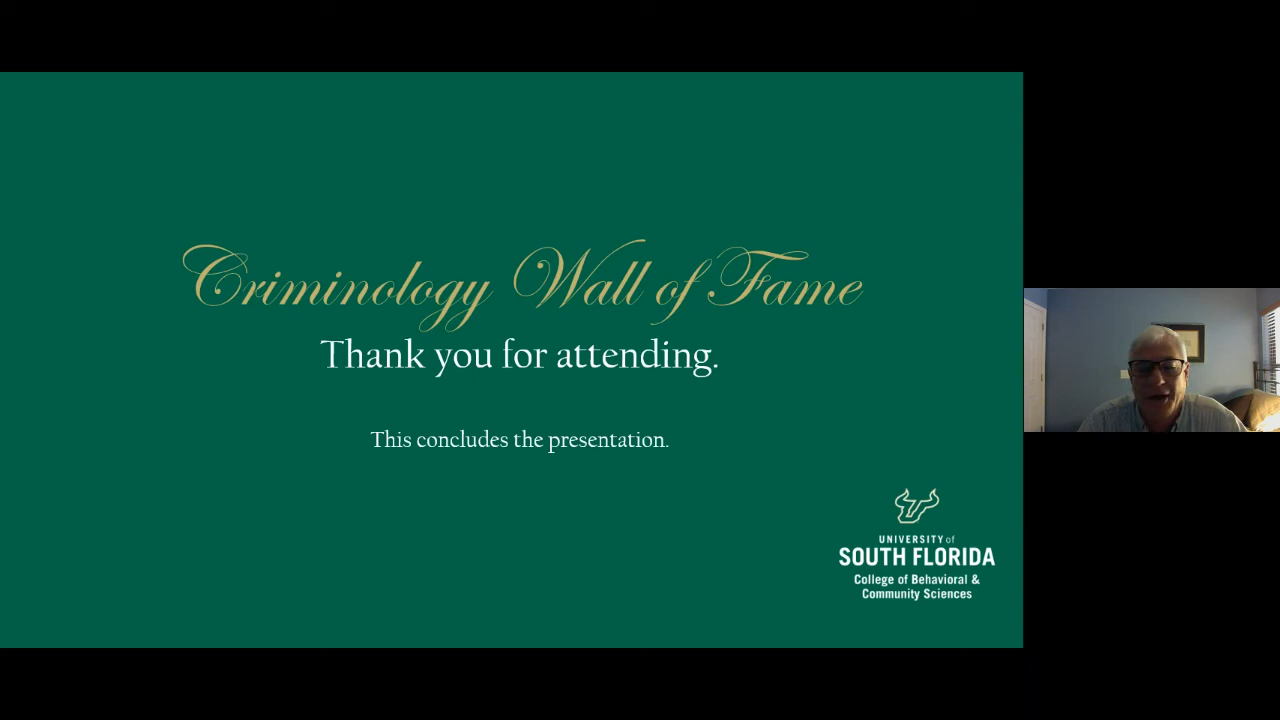 Criminology Wall of Fame
Thank you for attending.
This concludes the presentation.
UNIVERSITY of
SOUTH FLORIDA
College of Behavioral &
Community Sciences